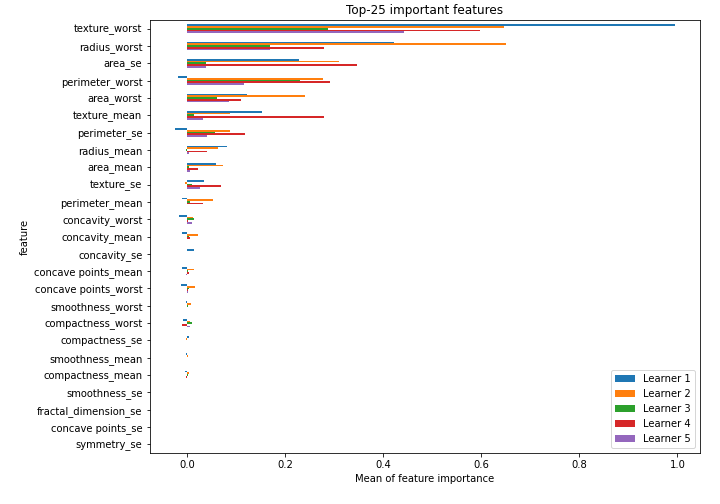 Top-25 important features
texture_worst
radius_worst
area_se
perimeter_worst
area_worst
texture_mean
perimeter_se
radius_mean
area_mean
texture_se
perimeter_mean
concavity_worst
concavity_mean
concavity_se
concave points_mean
concave points_worst
smoothness_worst
compactness_worst
compactness_se
smoothness_mean
compactness_mean
smoothness_se
fractal_dimension_se
concave points_se
symmetry_se
feature
Learner 1
Learner 2
Learner 3
Learner 4
Learner 5
0.0 0.2 0.4 0.6 0.8 1.0
Mean of feature importance